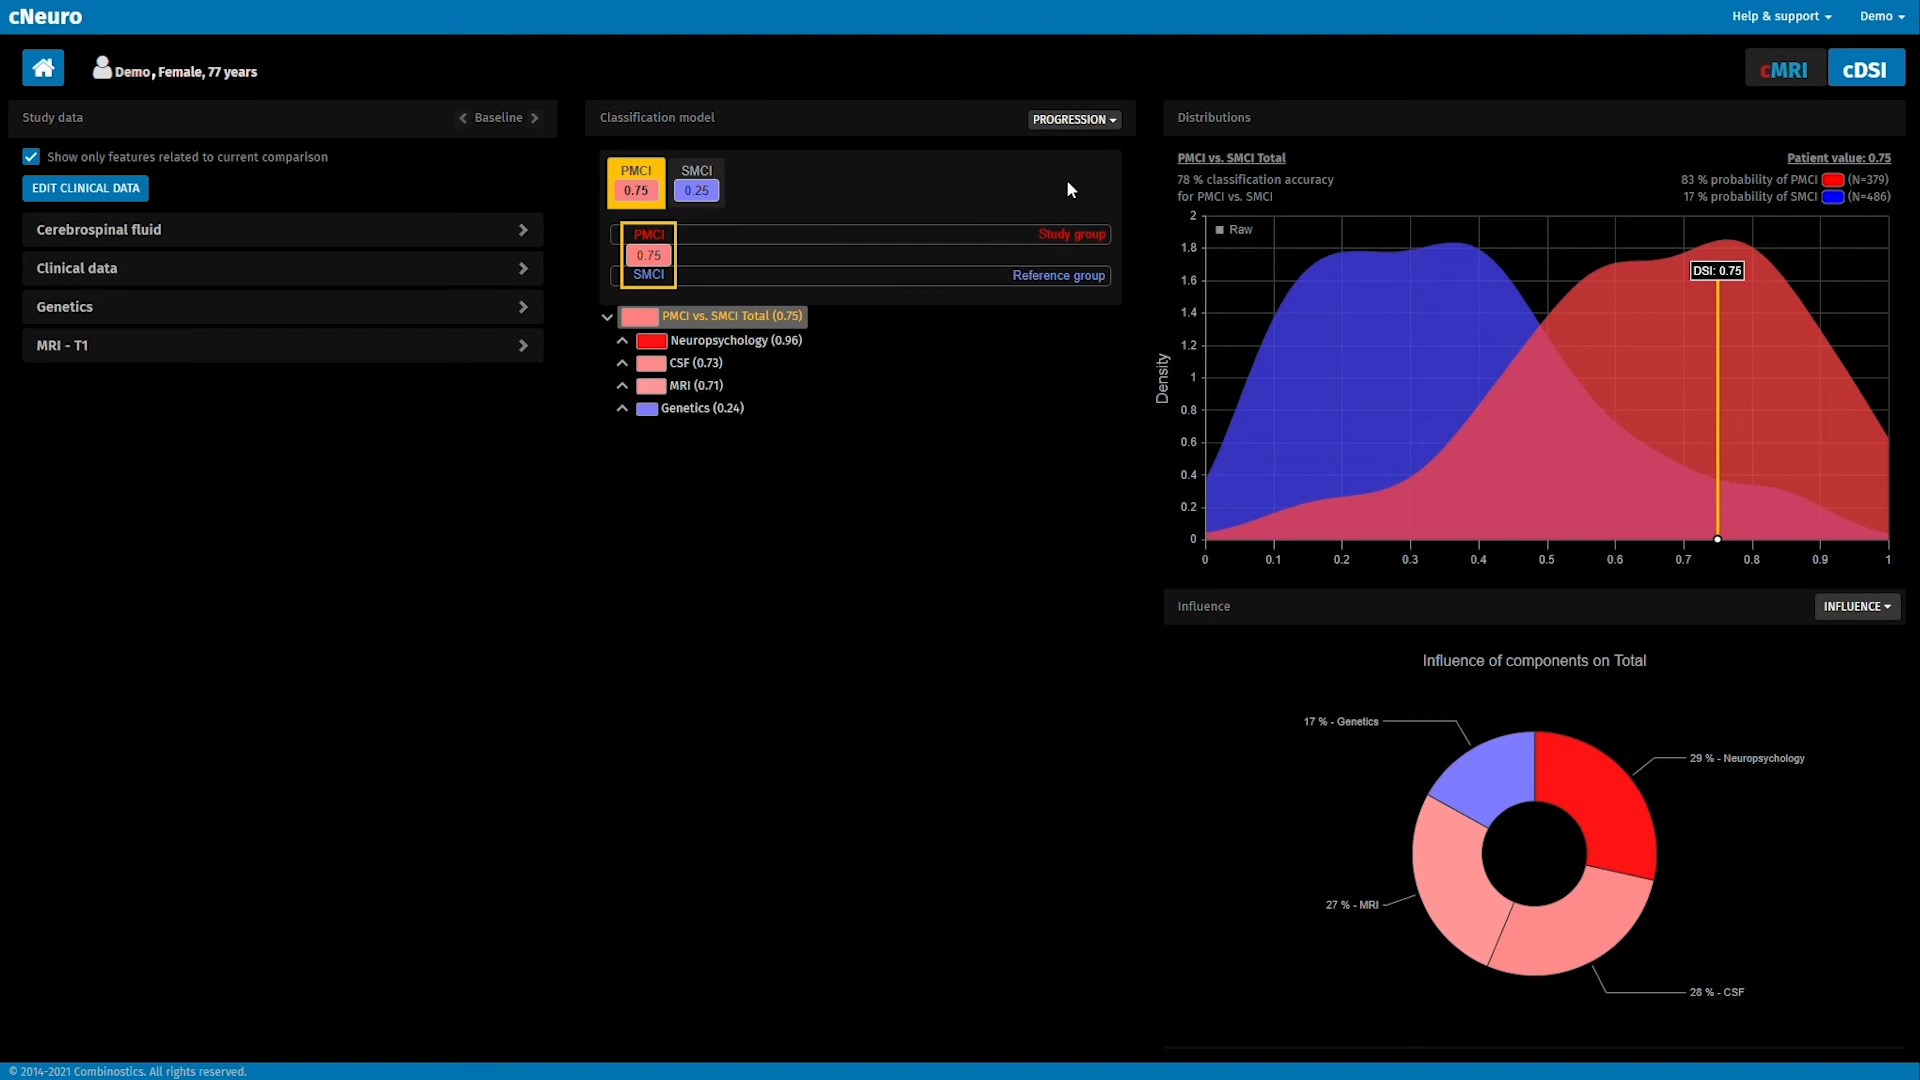 cNeuro
Help & support
Demo
Demo, Female, 77 years
cMRI
cDSI
Study data
Baseline
Show only features related to current comparison
EDIT CLINICAL DATA
Cerebrospinal fluid
Clinical data
Genetics
MRI - T1
Classification model
PROGRESSION
PMCI
SMCI
0.75
0.25
PMCI
Study group
0.75
SMCI
Reference group
PMCI vs. SMCI Total (0.75)
Neuropsychology (0.96)
CSF (0.73)
MRI (0.71)
Genetics (0.24)
Distributions
PMCI vs. SMCI Total
Patient value: 0.75
78 % classification accuracy
83 % probability of PMCI (N=379)
for PMCI vs. SMCI
17 % probability of SMCI (N=486)
Raw
DSI: 0.75
Density
2
1.8
1.6
1.4
1.2
1
0.8
0.6
0.4
0.2
0
0 0.1 0.2 0.3 0.4 0.5 0.6 0.7 0.8 0.9 1
Influence
INFLUENCE
Influence of components on Total
17 % - Genetics
29 % - Neuropsychology
27 % - MRI
28 % - CSF
© 2014-2021 Combinostics. All rights reserved.